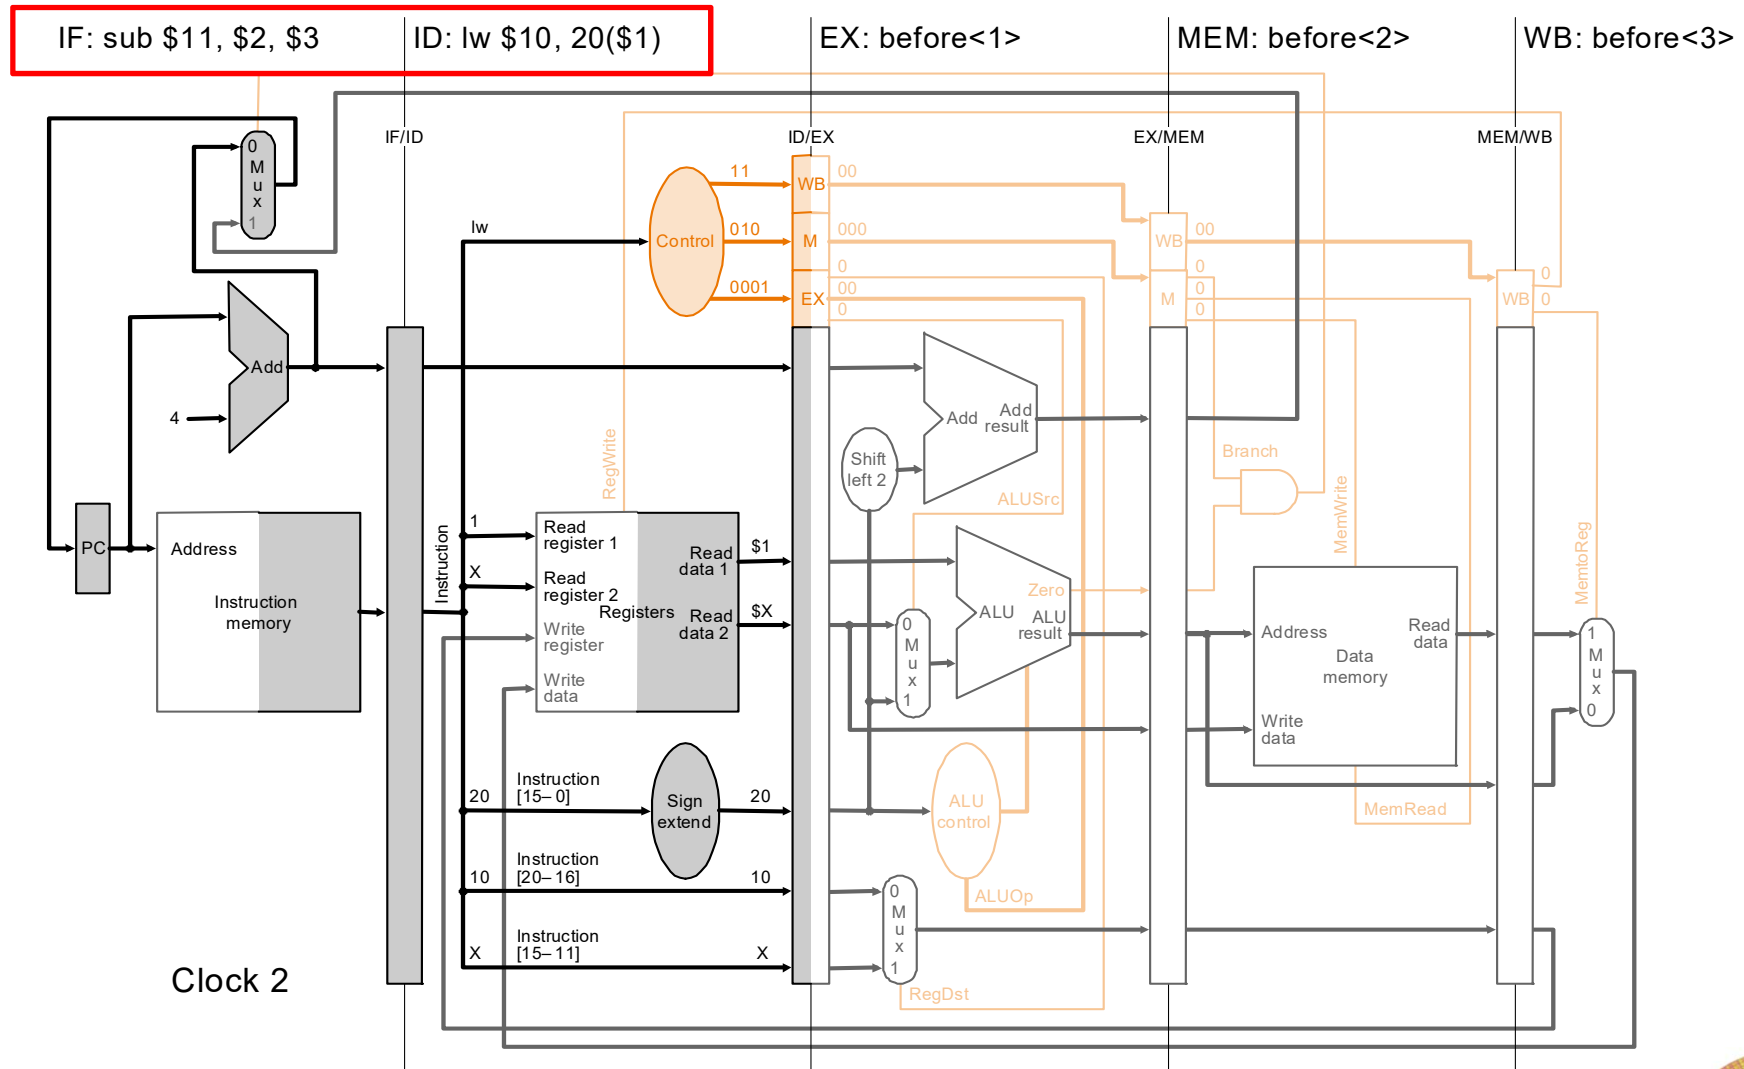 IF: sub $11, $2, $3
ID: lw $10, 20($1)
EX: before<1>
MEM: before<2>
WB: before<3>
IF/ID
ID/EX
EX/MEM
MEM/WB
0
M
u
x
1
lw
Control
11
010
0001
WB
M
EX
00
000
0
00
0
WB
M
00
0
0
0
WB
0
0
Add
4
RegWrite
Add
Add
result
Shift
left 2
ALUSrc
Branch
MemWrite
MemtoReg
PC
Address
Instruction
memory
Instruction
1
X
Read
register 1
Read
register 2
Registers
Write
register
Write
data
Read
data 1
Read
data 2
$1
$X
0
M
u
x
1
Zero
ALU
ALU
result
Address
Data
memory
Read
data
Write
data
1
M
u
x
0
MemRead
20
Instruction
[15–0]
Sign
extend
20
ALU
control
10
Instruction
[20–16]
10
0
M
u
x
1
ALUOp
X
Instruction
[15–11]
X
RegDst
Clock 2